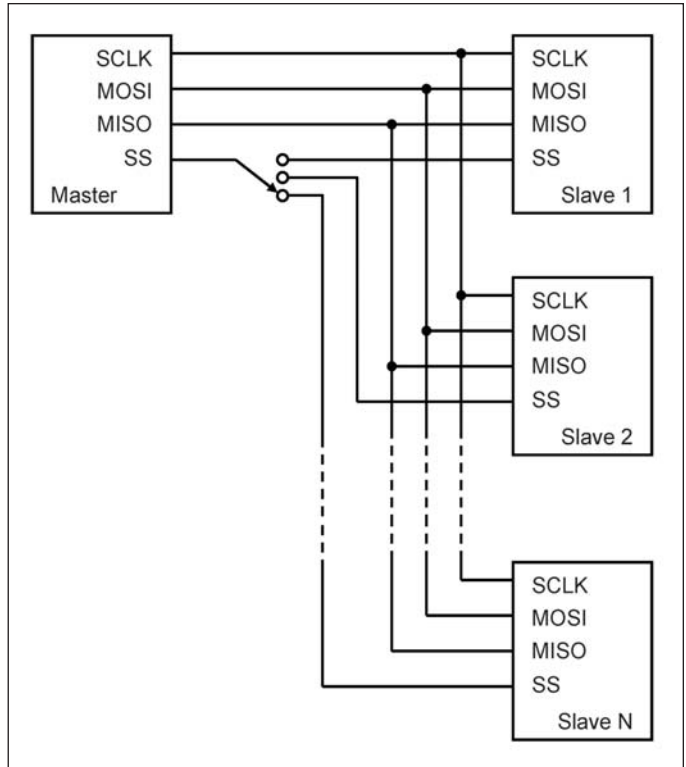 SCLK
MOSI
MISO
SS
Master
SCLK
MOSI
MISO
SS
Slave 1
SCLK
MOSI
MISO
SS
Slave 2
SCLK
MOSI
MISO
SS
Slave N